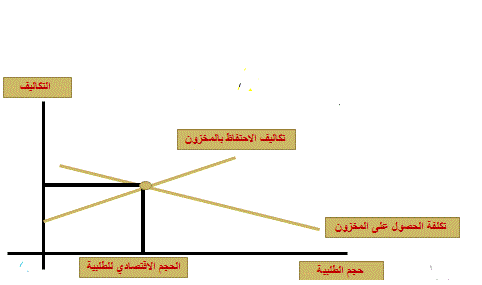 التكاليف
تكاليف الاحتفاظ بالمخزون
تكلفة الحصول على المخزون
الحجم الاقتصادي للطلبية
حجم الطلبية